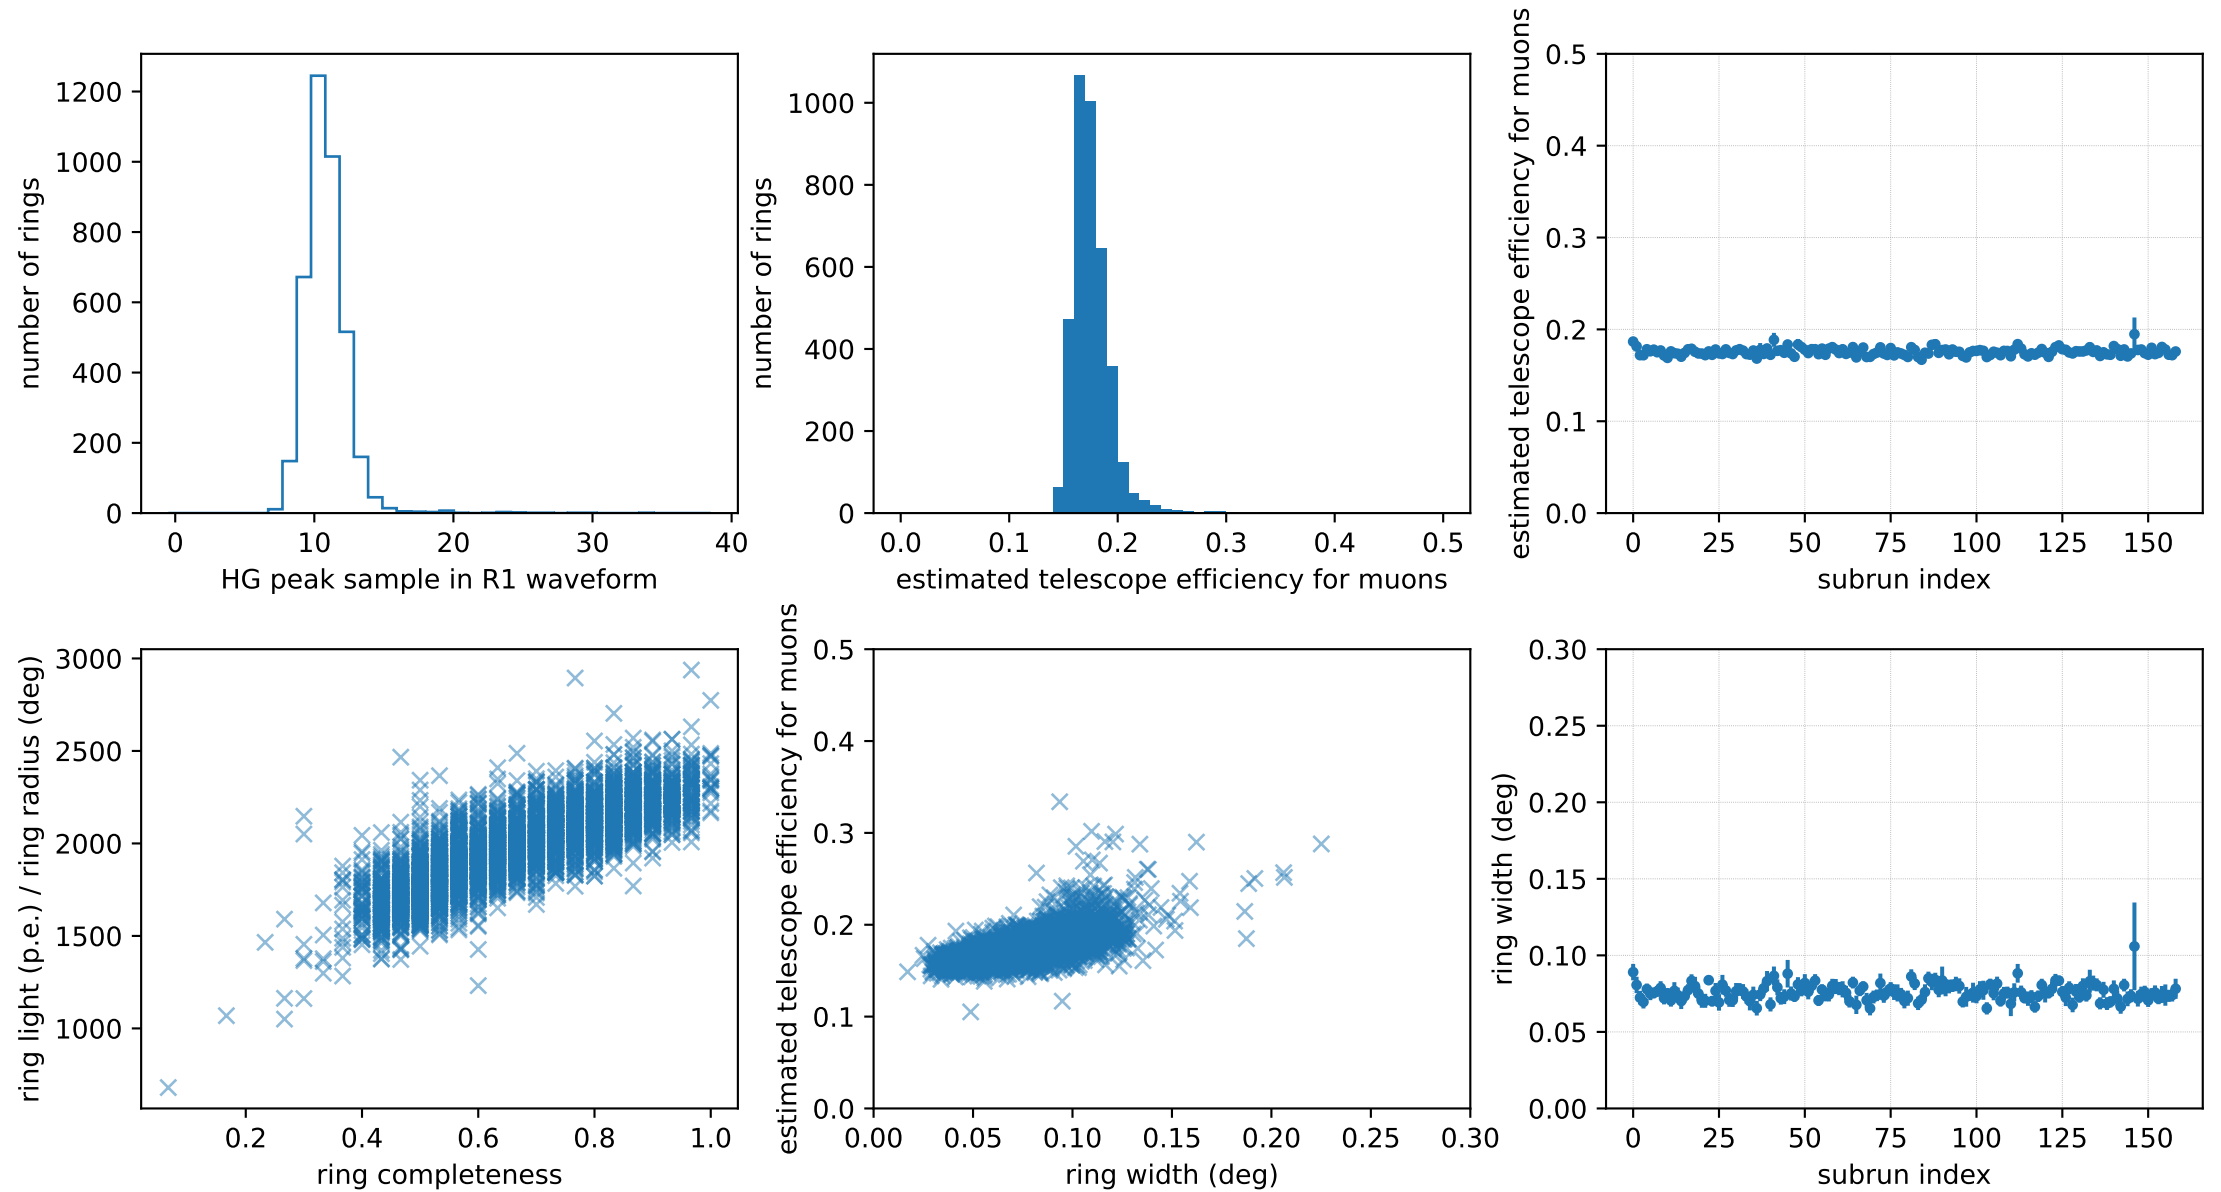 number of rings
1200
1000
800
600
400
200
0
0 10 20 30 40
HG peak sample in R1 waveform
number of rings
1000
800
600
400
200
0
0.0 0.1 0.2 0.3 0.4 0.5
estimated telescope efficiency for muons
estimated telescope efficiency for muons
0.5
0.4
0.3
0.2
0.1
0.0
0 25 50 75 100 125 150
subrun index
ring light (p.e.) / ring radius (deg)
3000
2500
2000
1500
1000
0.2 0.4 0.6 0.8 1.0
ring completeness
estimated telescope efficiency for muons
0.5
0.4
0.3
0.2
0.1
0.0
0.00 0.05 0.10 0.15 0.20 0.25 0.30
ring width (deg)
ring width (deg)
0.30
0.25
0.20
0.15
0.10
0.05
0.00
0 25 50 75 100 125 150
subrun index